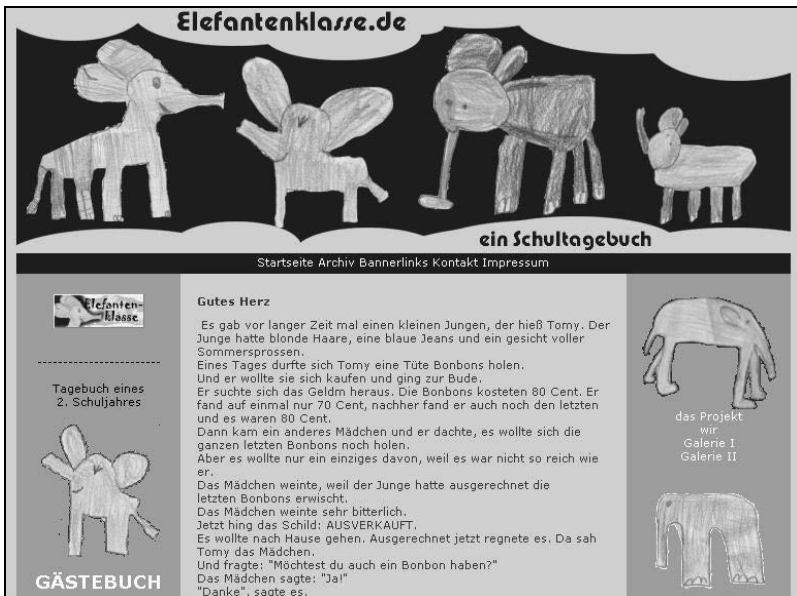 Elefantenklasse.de
ein Schultagebuch
Startseite Archiv Bannerlinks Kontakt Impressum
Elefanten-
klasse
Tagebuch eines
2. Schuljahres
GÄSTEBUCH
Gutes Herz
Es gab vor langer Zeit mal einen kleinen Jungen, der hieß Tomy. Der
Junge hatte blonde Haare, eine blaue Jeans und ein gesicht voller
Sommersprossen.
Eines Tages durfte sich Tomy eine Tüte Bonbons holen.
Und er wollte sie sich kaufen und ging zur Bude.
Er suchte sich das Geldm heraus. Die Bonbons kosteten 80 Cent. Er
fand auf einmal nur 70 Cent, nachher fand er auch noch den letzten
und es waren 80 Cent.
Dann kam ein anderes Mädchen und er dachte, es wollte sich die
ganzen letzten Bonbons noch holen.
Aber es wollte nur ein einziges davon, weil es war nicht so reich wie
er.
Das Mädchen weinte, weil der Junge hatte ausgerechnet die
letzten Bonbons erwischt.
Das Mädchen weinte sehr bitterlich.
Jetzt hing das Schild: AUSVERKAUFT.
Es wollte nach Hause gehen. Ausgerechnet jetzt regnete es. Da sah
Tomy das Mädchen.
Und fragte: "Möchtest du auch ein Bonbon haben?"
Das Mädchen sagte: "Ja!"
"Danke", sagte es.
das Projekt
wir
Galerie I
Galerie II